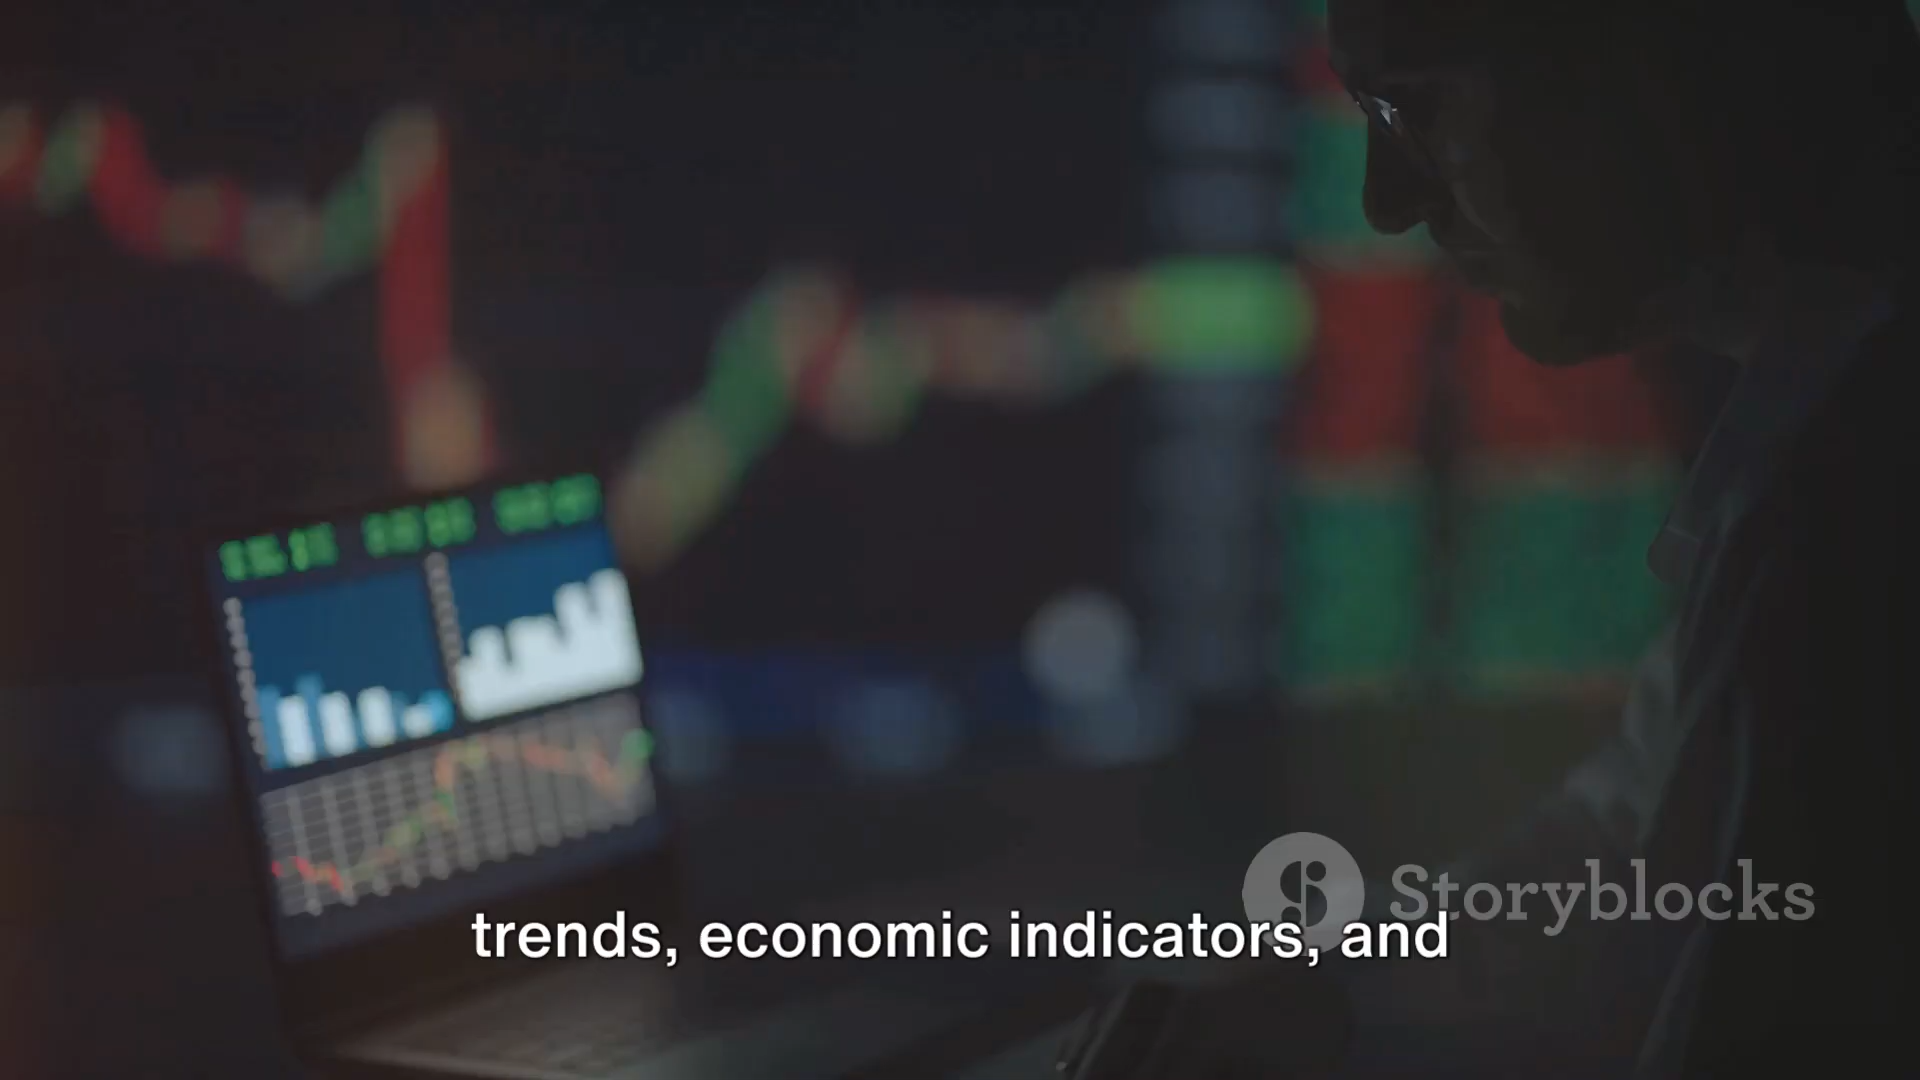 Storyblocks
trends, economic indicators, and